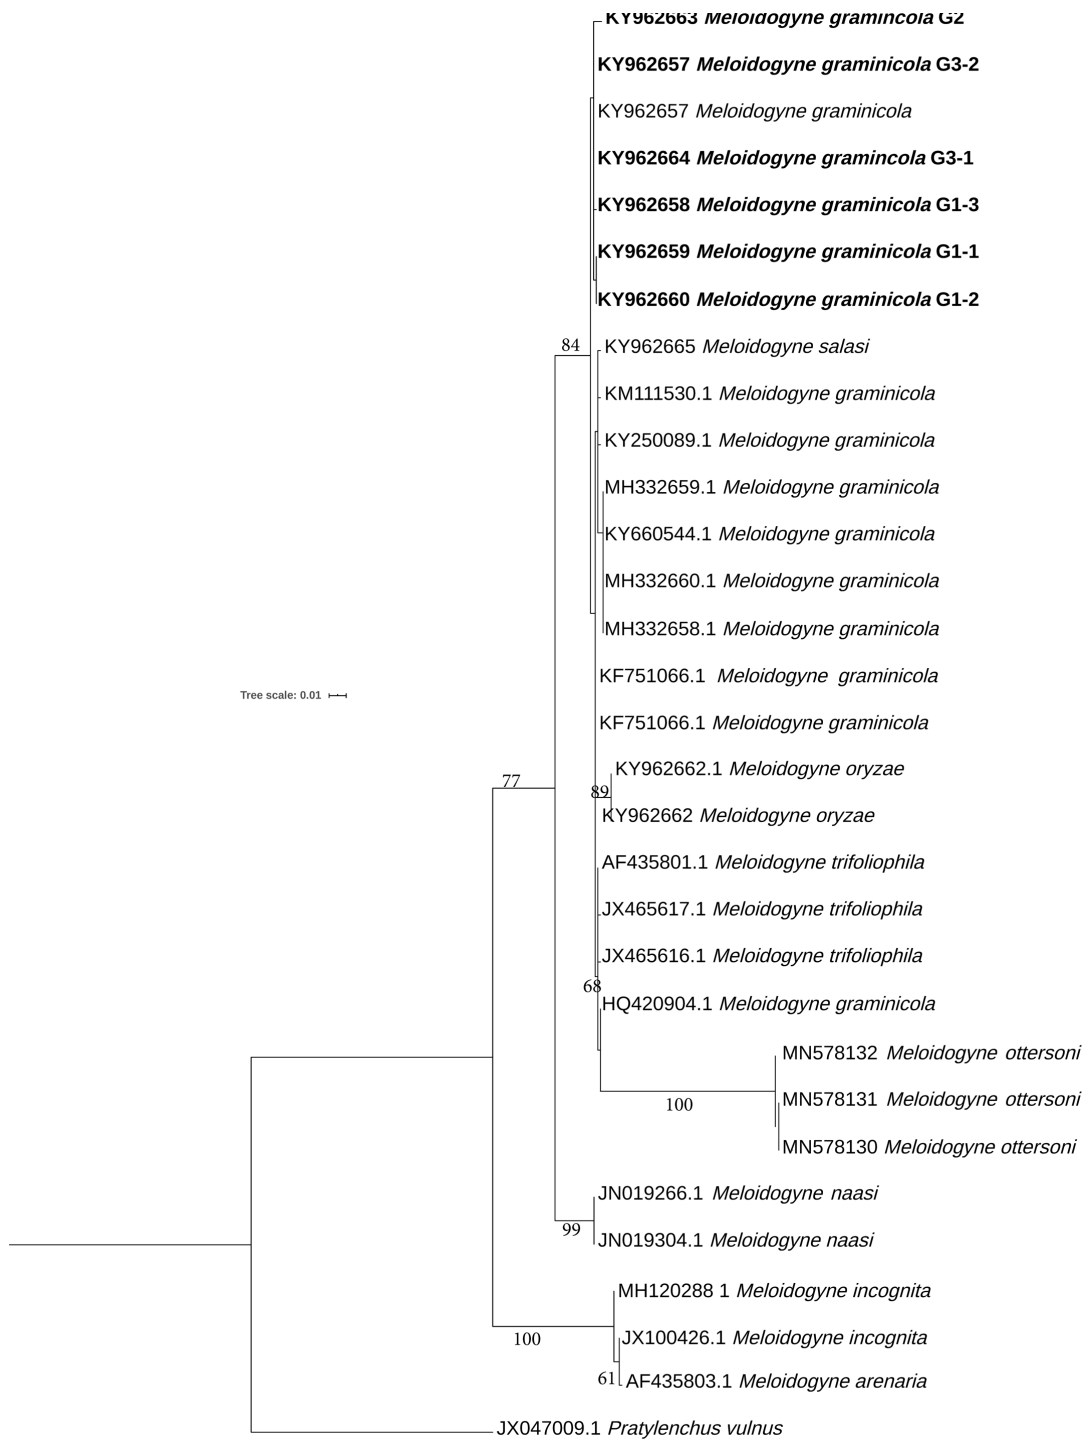 KY962663 Meloidogyne gramincola G2
KY962657 Meloidogyne graminicola G3-2
KY962657 Meloidogyne graminicola
KY962664 Meloidogyne gramincola G3-1
KY962658 Meloidogyne graminicola G1-3
KY962659 Meloidogyne graminicola G1-1
KY962660 Meloidogyne graminicola G1-2
84
KY962665 Meloidogyne salasi
KM111530.1 Meloidogyne graminicola
KY250089.1 Meloidogyne graminicola
MH332659.1 Meloidogyne graminicola
KY660544.1 Meloidogyne graminicola
MH332660.1 Meloidogyne graminicola
MH332658.1 Meloidogyne graminicola
KF751066.1 Meloidogyne graminicola
Tree scale: 0.01
KF751066.1 Meloidogyne graminicola
KY962662.1 Meloidogyne oryzae
77
89
KY962662 Meloidogyne oryzae
AF435801.1 Meloidogyne trifoliophila
JX465617.1 Meloidogyne trifoliophila
JX465616.1 Meloidogyne trifoliophila
68
HQ420904.1 Meloidogyne graminicola
MN578132 Meloidogyne ottersoni
MN578131 Meloidogyne ottersoni
100
MN578130 Meloidogyne ottersoni
JN019266.1 Meloidogyne naasi
99
JN019304.1 Meloidogyne naasi
MH120288 1 Meloidogyne incognita
100
JX100426.1 Meloidogyne incognita
61
AF435803.1 Meloidogyne arenaria
JX047009.1 Pratylenchus vulnus